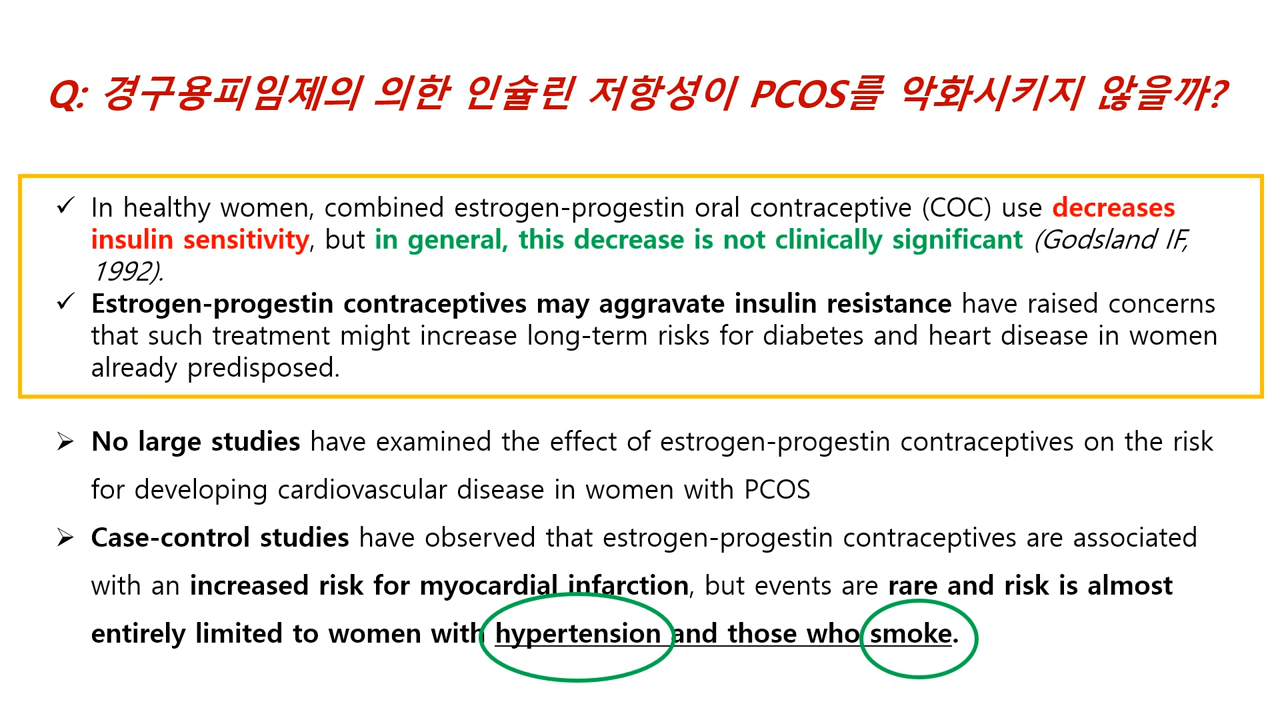 Q: 경구용피임제의 의한 인슐린 저항성이 PCOS를 악화시키지 않을까?
✓ In healthy women, combined estrogen-progestin oral contraceptive (COC) use decreases
insulin sensitivity, but in general, this decrease is not clinically significant (Godsland IF,
1992).
✓ Estrogen-progestin contraceptives may aggravate insulin resistance have raised concerns
that such treatment might increase long-term risks for diabetes and heart disease in women
already predisposed.
➢ No large studies have examined the effect of estrogen-progestin contraceptives on the risk
for developing cardiovascular disease in women with PCOS
➢ Case-control studies have observed that estrogen-progestin contraceptives are associated
with an increased risk for myocardial infarction, but events are rare and risk is almost
entirely limited to women with hypertension and those who smoke.